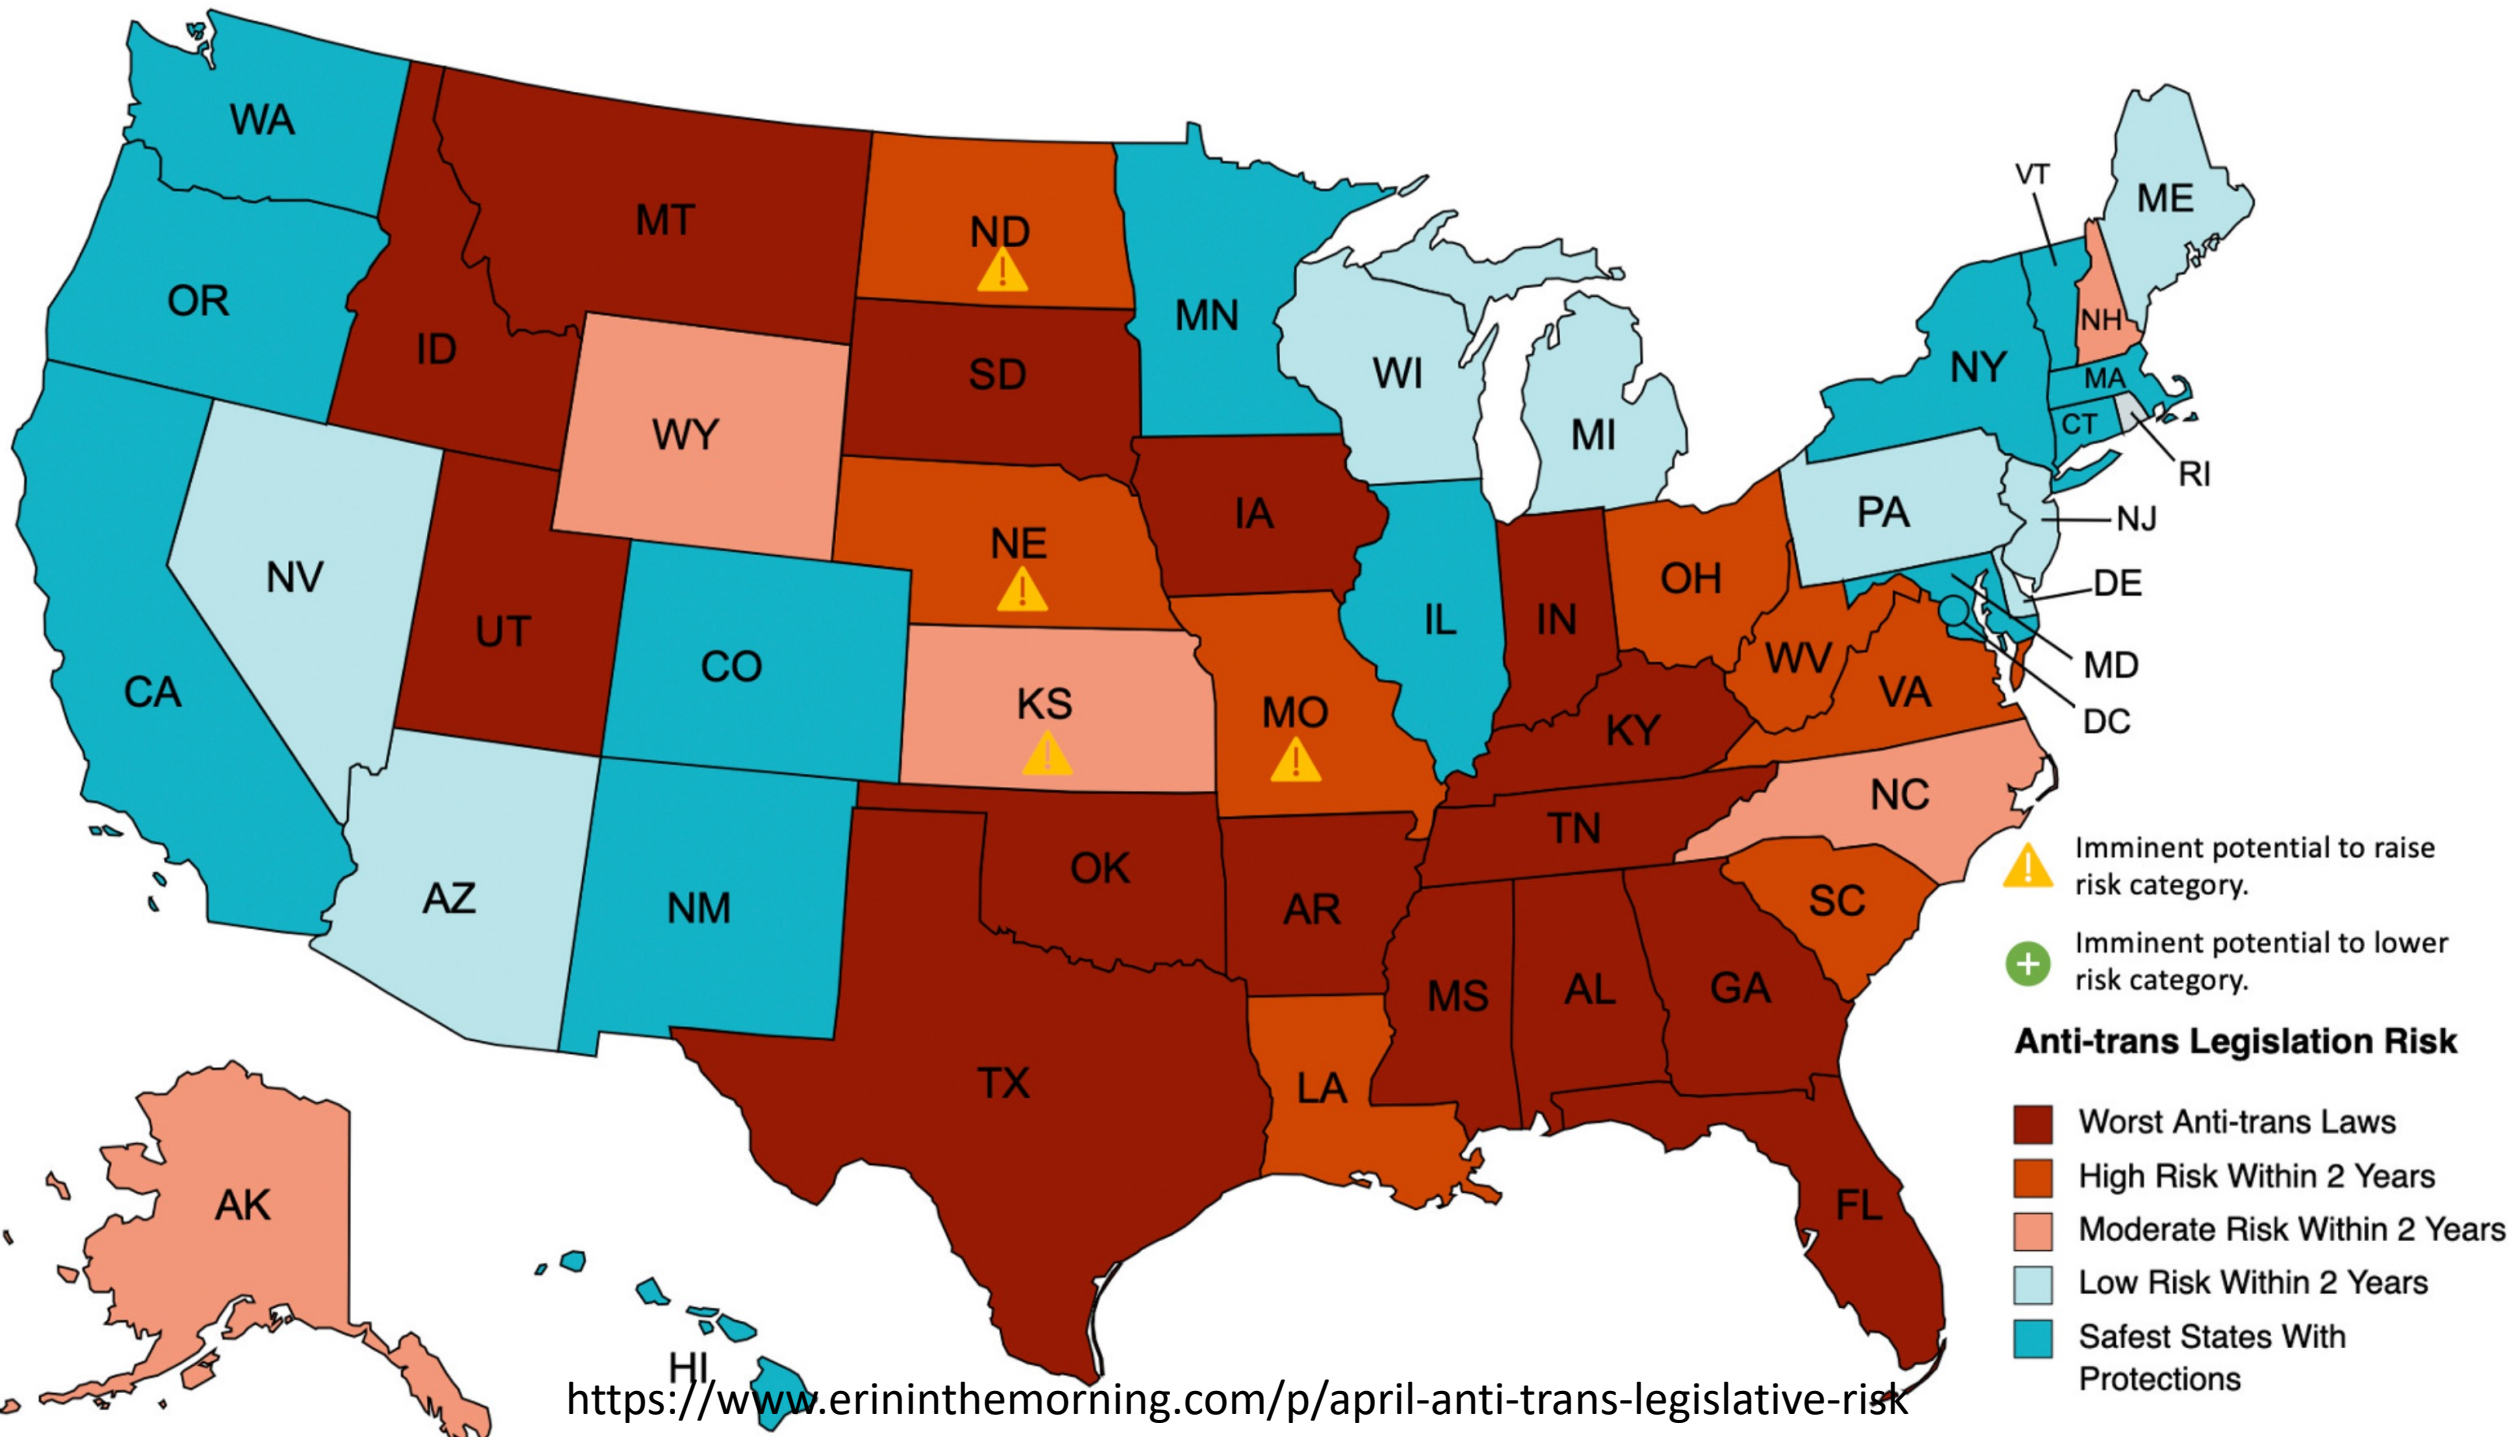 WA
MT
ND
VT
ME
OR
MN
NH
ID
SD
WI
NY
MA
WY
CT
MI
RI
IA
PA
NJ
NE
NV
OH
DE
IL
IN
UT
WV
MD
CO
VA
KS
CA
MO
DC
KY
NC
TN
OK
AZ
SC
NM
AR
MS
AL
GA
TX
LA
AK
FL
HI
Imminent potential to raise
risk category.
Imminent potential to lower
risk category.
Anti-trans Legislation Risk
Worst Anti-trans Laws
High Risk Within 2 Years
Moderate Risk Within 2 Years
Low Risk Within 2 Years
Safest States With
Protections
https://www.erininthemorning.com/p/april-anti-trans-legislative-risk